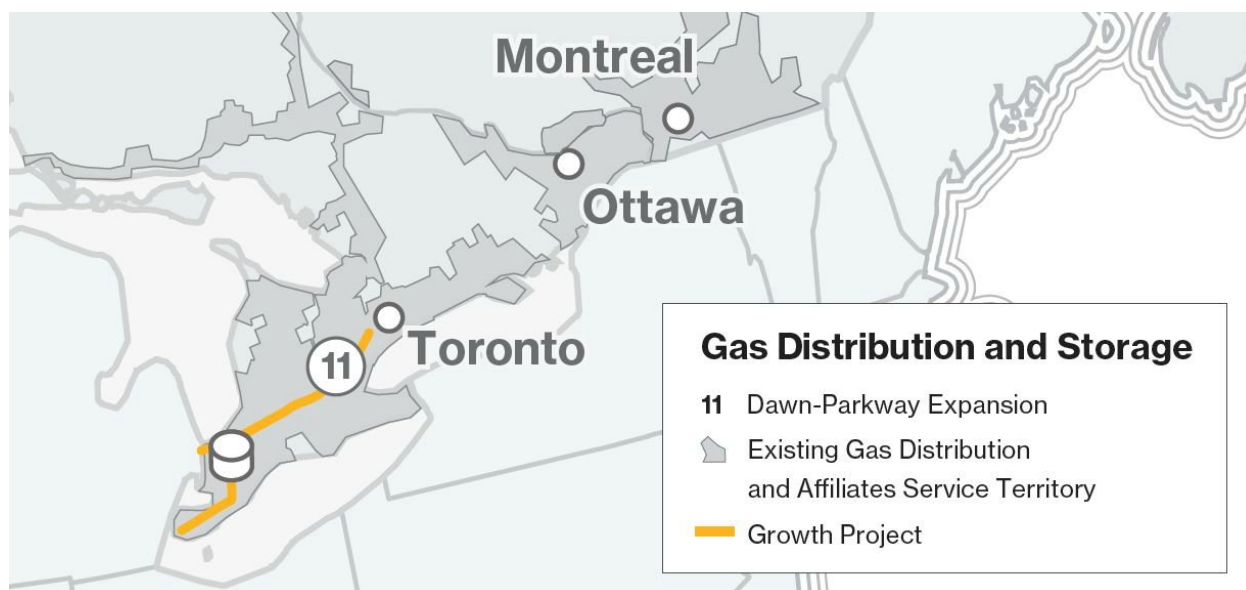 Montreal
Ottawa
Toronto
11
Gas Distribution and Storage
11 Dawn-Parkway Expansion
Existing Gas Distribution
and Affiliates Service Territory
Growth Project